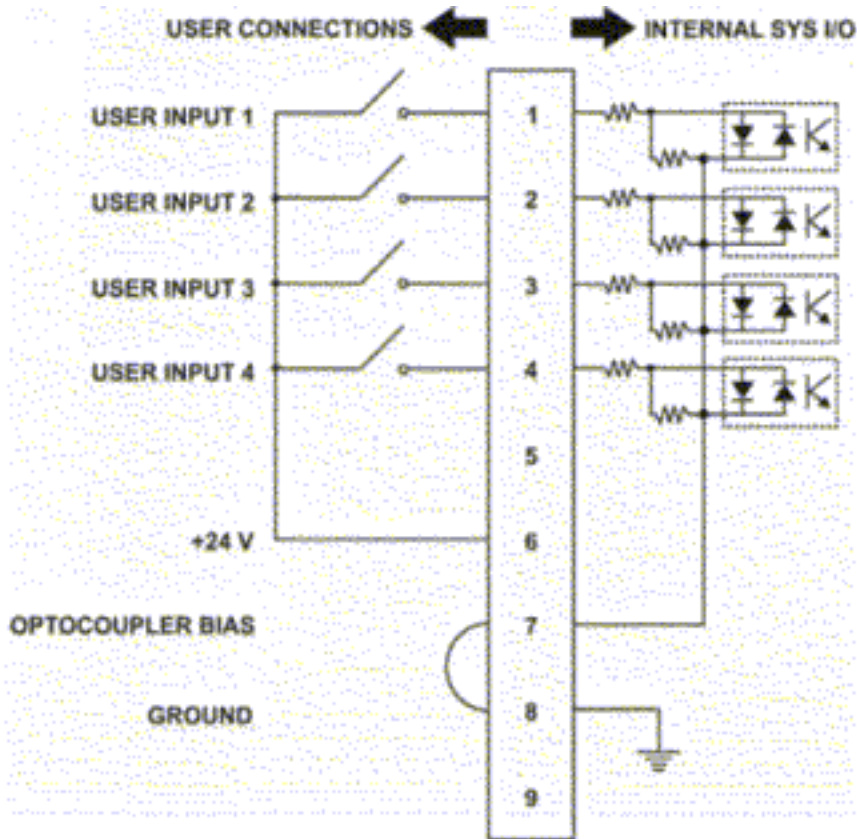 USER CONNECTIONS INTERNAL SYS I/O
USER INPUT 1 1
USER INPUT 2 2
USER INPUT 3 3
USER INPUT 4 4
5
+24 V 6
OPTOCOUPLER BIAS 7
GROUND 8
9